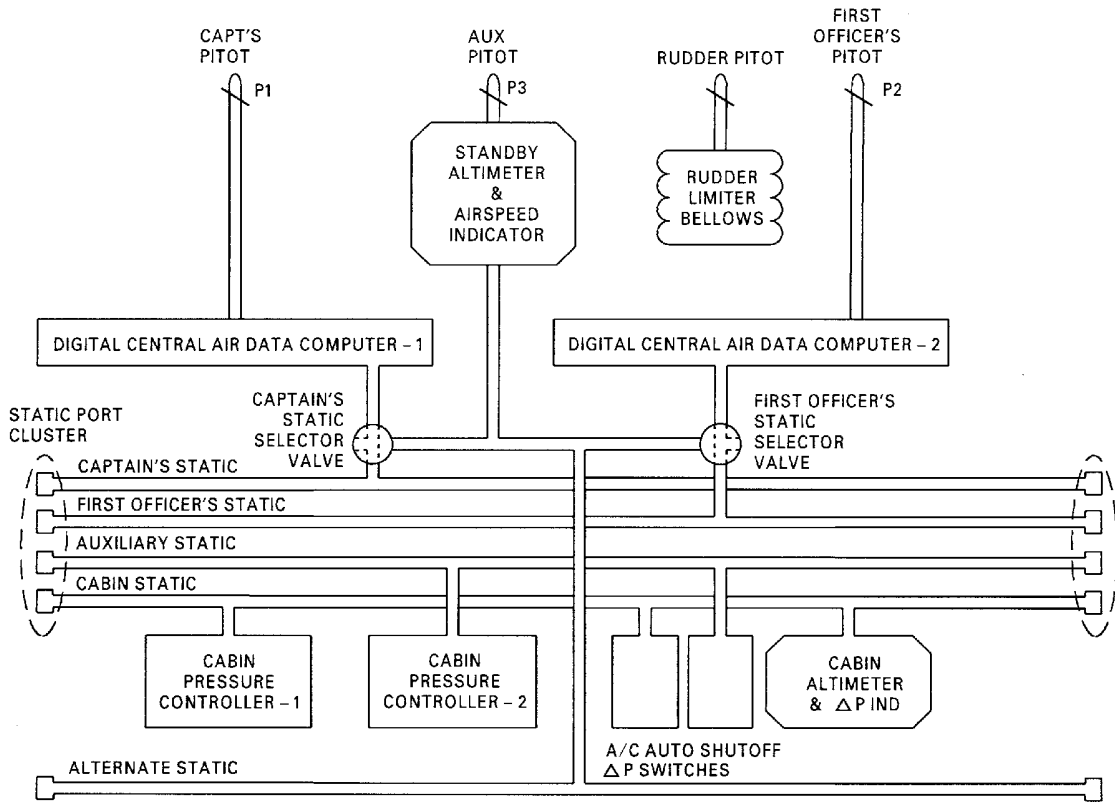 CAPT'S
PITOT
P1
AUX
PITOT
P3
RUDDER PITOT
FIRST
OFFICER'S
PITOT
P2
STANDBY
ALTIMETER
&
AIRSPEED
INDICATOR
RUDDER
LIMITER
BELLOWS
DIGITAL CENTRAL AIR DATA COMPUTER – 1
DIGITAL CENTRAL AIR DATA COMPUTER – 2
STATIC PORT
CLUSTER
CAPTAIN'S
STATIC
SELECTOR
VALVE
FIRST OFFICER'S
STATIC
SELECTOR
VALVE
CAPTAIN'S STATIC
FIRST OFFICER'S STATIC
AUXILIARY STATIC
CABIN STATIC
CABIN
PRESSURE
CONTROLLER – 1
CABIN
PRESSURE
CONTROLLER – 2
A/C AUTO SHUTOFF
△P SWITCHES
CABIN
ALTIMETER
& △P IND
ALTERNATE STATIC